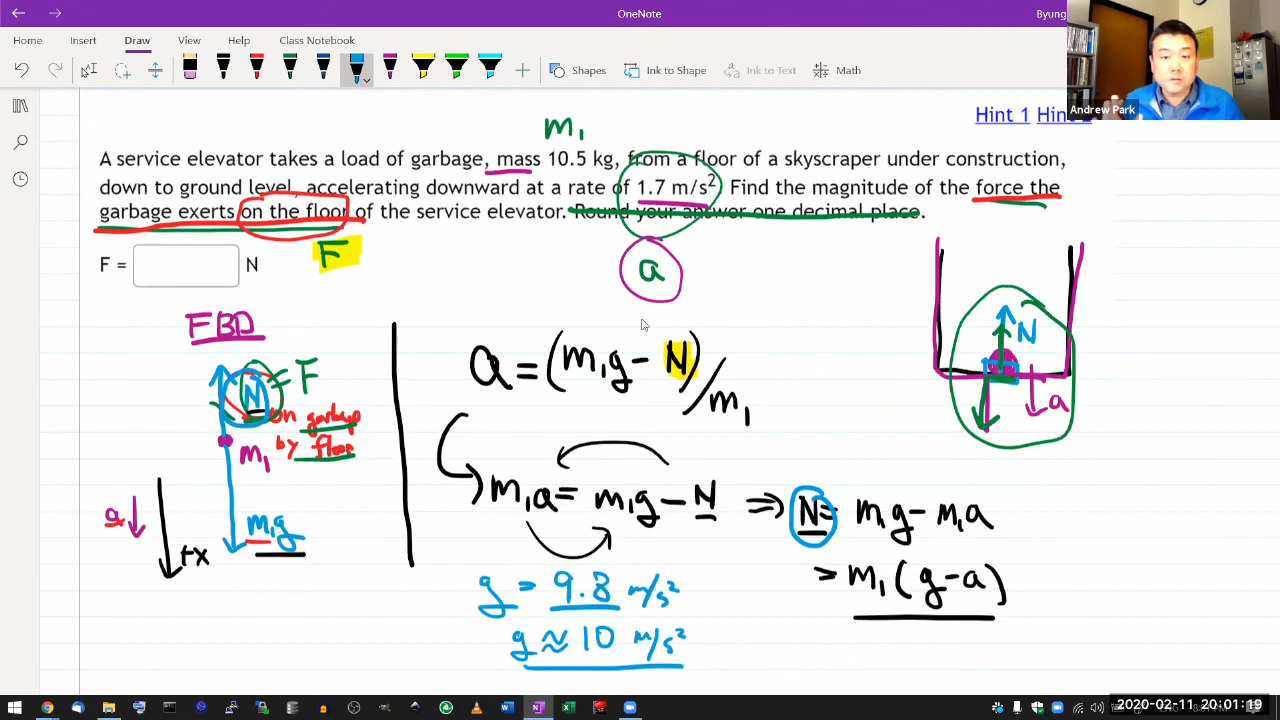 OneNote
Byung
Home Insert Draw View Help Class Notebook
Shapes Ink to Shape Ink to Text Math
Andrew Park
Hint 1 Hint 2
m₁
A service elevator takes a load of garbage, mass 10.5 kg, from a floor of a skyscraper under construction,
down to ground level, accelerating downward at a rate of 1.7 m/s². Find the magnitude of the force the
garbage exerts on the floor of the service elevator. Round your answer one decimal place.
F = N
F
a
FBD
N = F
on garbage
by floor
m₁
a
m₁g
+x
a = (m₁g - N)/m₁
m₁a = m₁g - N ⇒ N = m₁g - m₁a
= m₁(g - a)
g = 9.8 m/s²
g ≈ 10 m/s²
N
a
2020-02-11 20:01:19